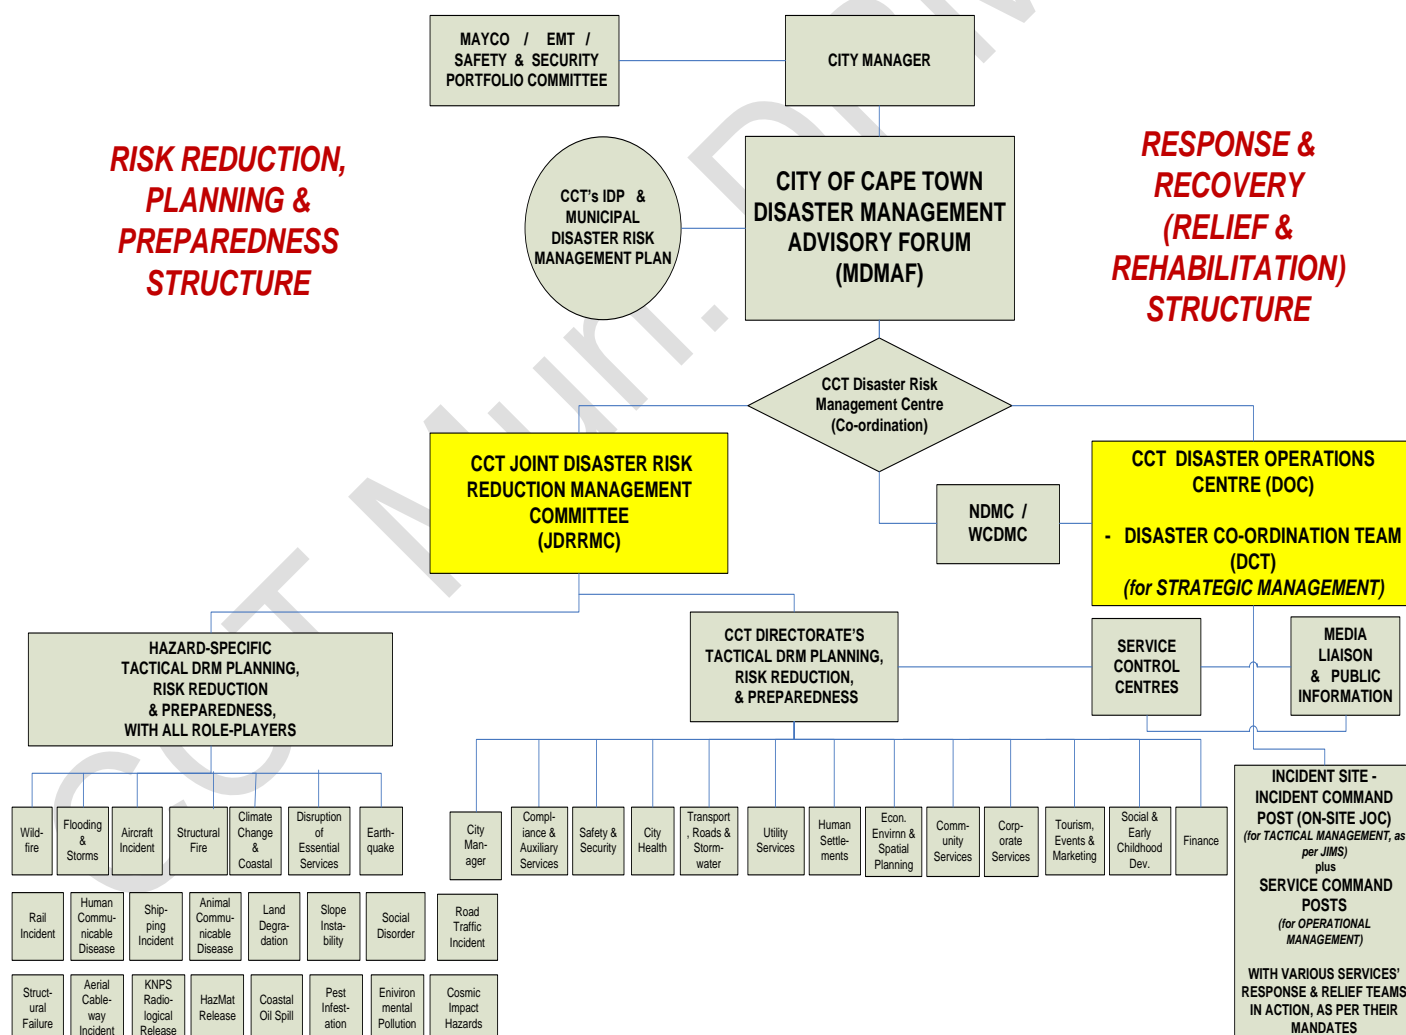 MAYCO / EMT /
SAFETY & SECURITY
PORTFOLIO COMMITTEE
CITY MANAGER
RISK REDUCTION,
PLANNING &
PREPAREDNESS
STRUCTURE
CCT's IDP &
MUNICIPAL
DISASTER RISK
MANAGEMENT PLAN
CITY OF CAPE TOWN
DISASTER MANAGEMENT
ADVISORY FORUM
(MDMAF)
RESPONSE &
RECOVERY
(RELIEF &
REHABILITATION)
STRUCTURE
CCT Disaster Risk
Management Centre
(Co-ordination)
CCT JOINT DISASTER RISK
REDUCTION MANAGEMENT
COMMITTEE
(JDRRMC)
NDMC /
WCDMC
CCT DISASTER OPERATIONS
CENTRE (DOC)
- DISASTER CO-ORDINATION TEAM
(DCT)
(for STRATEGIC MANAGEMENT)
HAZARD-SPECIFIC
TACTICAL DRM PLANNING,
RISK REDUCTION
& PREPAREDNESS,
WITH ALL ROLE-PLAYERS
CCT DIRECTORATE'S
TACTICAL DRM PLANNING,
RISK REDUCTION,
& PREPAREDNESS
SERVICE
CONTROL
CENTRES
MEDIA
LIAISON
& PUBLIC
INFORMATION
Wild-
fire
Flooding
&
Storms
Aircraft
Incident
Structural
Fire
Climate
Change
&
Coastal
Disruption
of
Essential
Services
Earth-
quake
City
Man-
ager
Compl-
iance &
Auxiliary
Services
Safety &
Security
City
Health
Transport
, Roads &
Storm-
water
Utility
Services
Human
Settle-
ments
Econ.
Envirnn &
Spatial
Planning
Comm-
unity
Services
Corp-
orate
Services
Tourism,
Events &
Marketing
Social &
Early
Childhood
Dev.
Finance
INCIDENT SITE -
INCIDENT COMMAND
POST (ON-SITE JOC)
(for TACTICAL MANAGEMENT, as
per JIMS)
plus
SERVICE COMMAND
POSTS
(for OPERATIONAL
MANAGEMENT)
WITH VARIOUS SERVICES'
RESPONSE & RELIEF TEAMS
IN ACTION, AS PER THEIR
MANDATES
Rail
Incident
Human
Commu-
nicable
Disease
Ship-
ping
Incident
Animal
Commu-
nicable
Disease
Land
Degra-
dation
Slope
Insta-
bility
Social
Disorder
Road
Traffic
Incident
Struct-
ural
Failure
Aerial
Cable-
way
Incident
KNPS
Radio-
logical
Release
HazMat
Release
Coastal
Oil Spill
Pest
Infest-
ation
Eniviron
mental
Pollution
Cosmic
Impact
Hazards
CCT Mun.